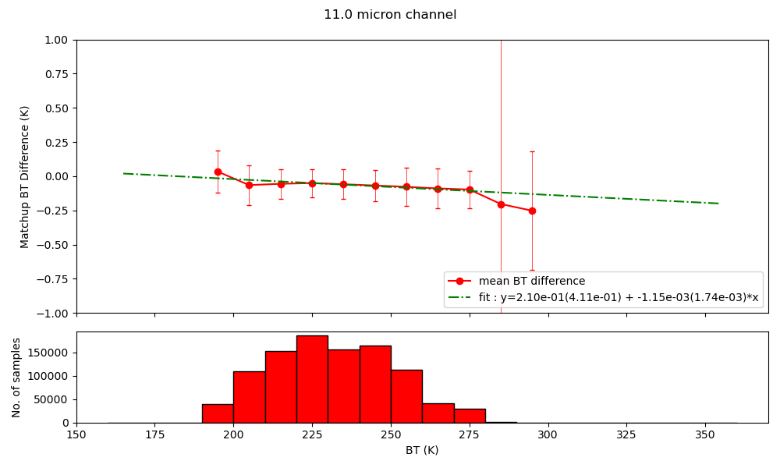 11.0 micron channel
1.00
0.75
0.50
0.25
0.00
−0.25
−0.50
−0.75
−1.00
Matchup BT Difference (K)
mean BT difference
fit : y=2.10e-01(4.11e-01) + -1.15e-03(1.74e-03)*x
150000
100000
50000
0
No. of samples
150 175 200 225 250 275 300 325 350
BT (K)